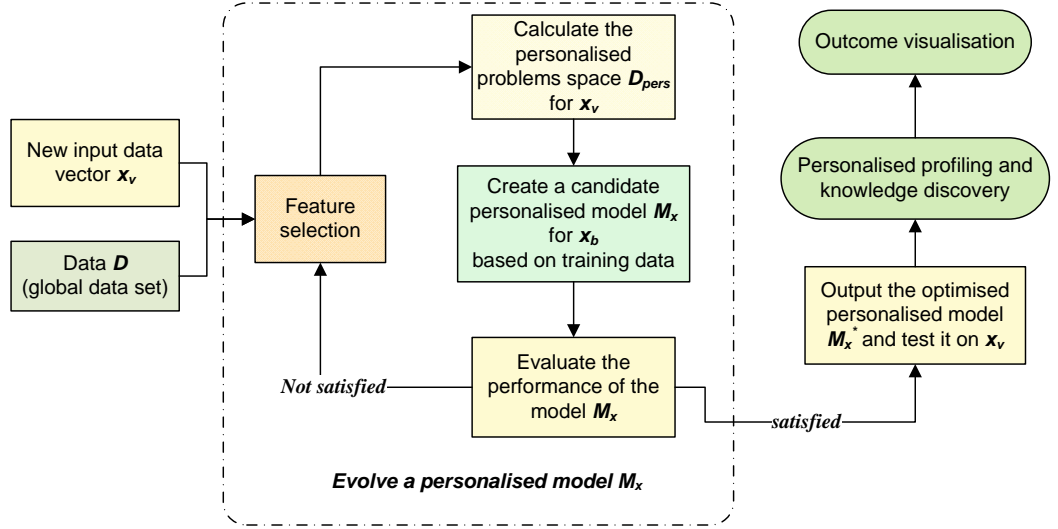 New input data
vector x_v
Data D
(global data set)
Feature
selection
Calculate the
personalised
problems space D_pers
for x_v
Create a candidate
personalised model M_x
for x_b
based on training data
Evaluate the
performance of the
model M_x
Not satisfied
satisfied
Evolve a personalised model M_x
Output the optimised
personalised model
M_x* and test it on x_v
Personalised profiling and
knowledge discovery
Outcome visualisation